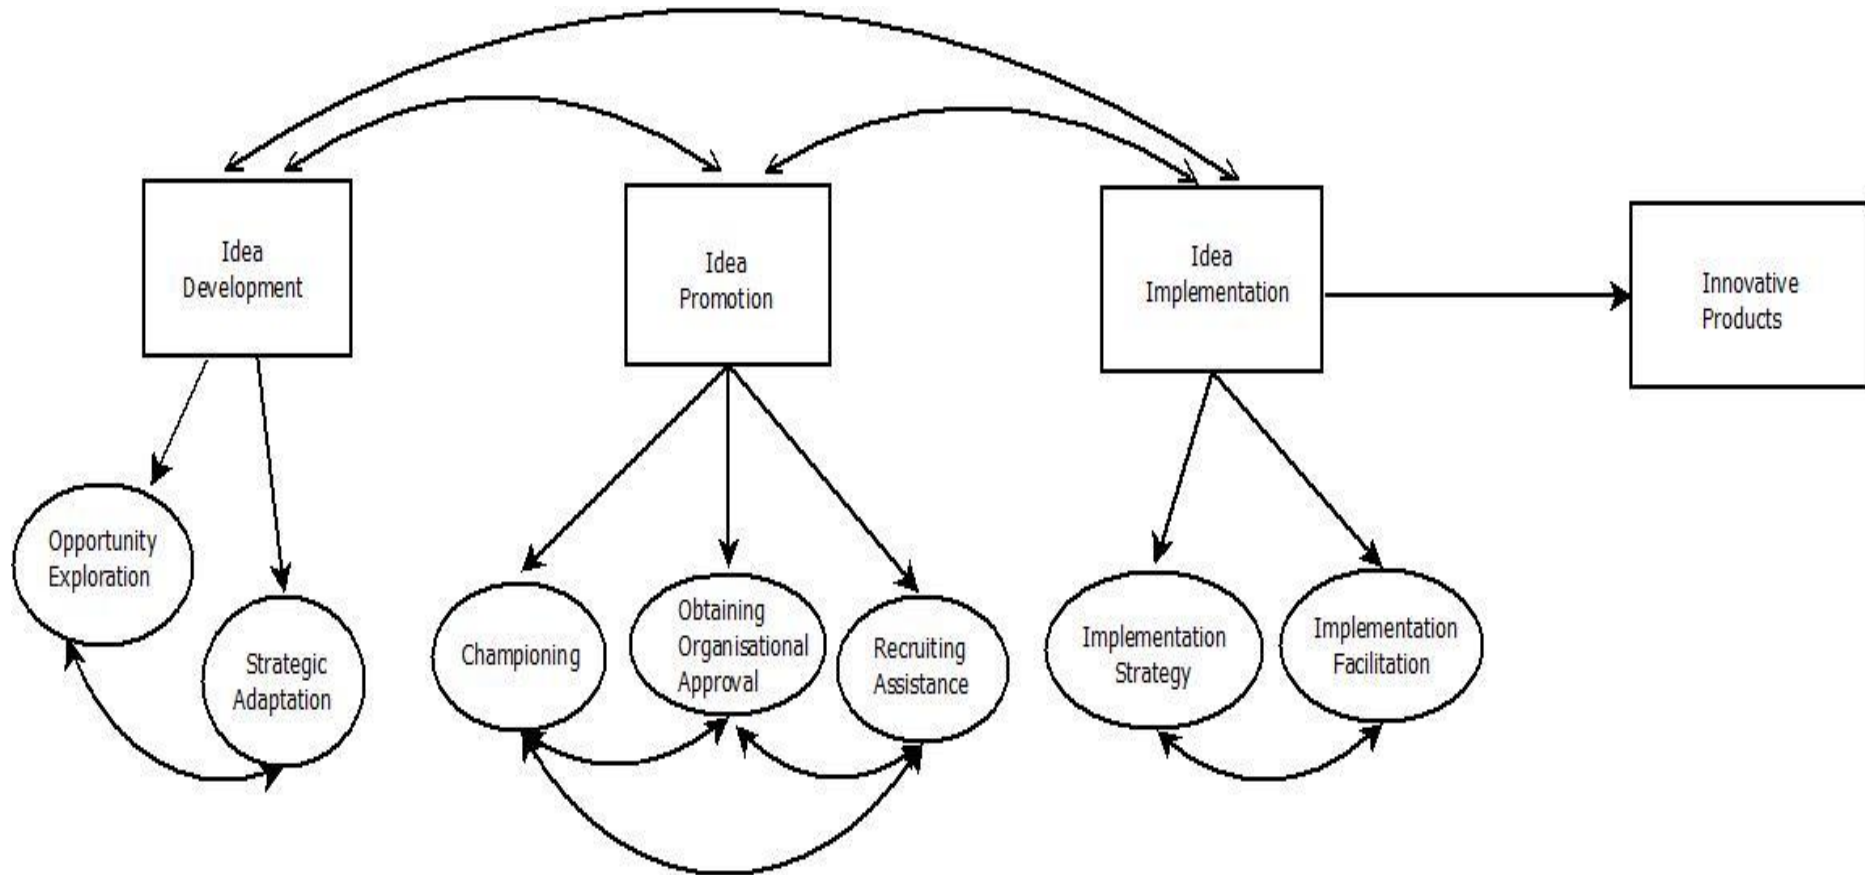 Idea
Development
Idea
Promotion
Idea
Implementation
Innovative
Products
Opportunity
Exploration
Strategic
Adaptation
Championing
Obtaining
Organisational
Approval
Recruiting
Assistance
Implementation
Strategy
Implementation
Facilitation